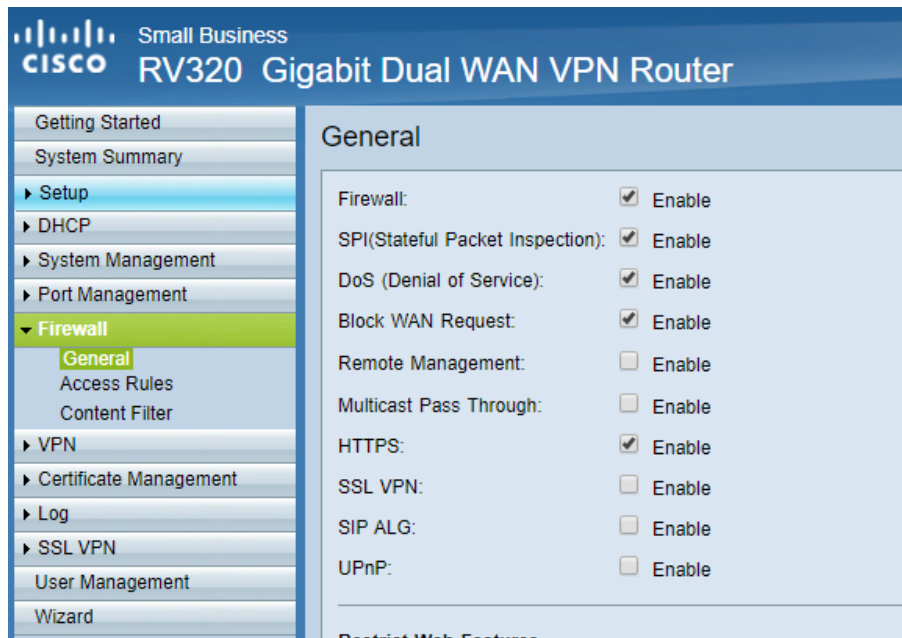 Small Business
CISCO RV320 Gigabit Dual WAN VPN Router
Getting Started
System Summary
Setup
DHCP
System Management
Port Management
Firewall
General
Access Rules
Content Filter
VPN
Certificate Management
Log
SSL VPN
User Management
Wizard
General
Firewall: Enable
SPI(Stateful Packet Inspection): Enable
DoS (Denial of Service): Enable
Block WAN Request: Enable
Remote Management: Enable
Multicast Pass Through: Enable
HTTPS: Enable
SSL VPN: Enable
SIP ALG: Enable
UPnP: Enable
Restrict Web Features